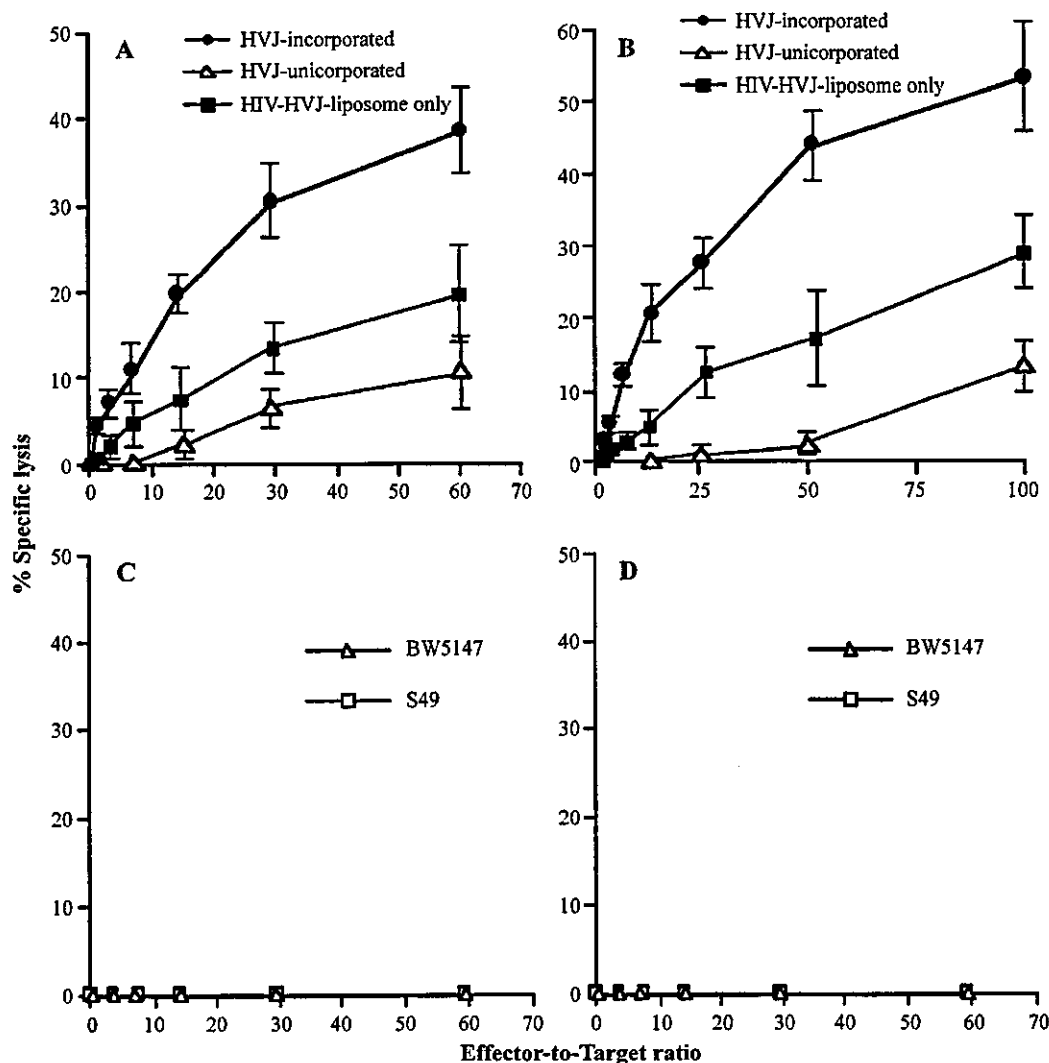 A
HVJ-incorporated
HVJ-unicorporated
HIV-HVJ-liposome only
50
40
30
20
10
0
0 10 20 30 40 50 60 70
B
HVJ-incorporated
HVJ-unicorporated
HIV-HVJ-liposome only
60
50
40
30
20
10
0
0 25 50 75 100
% Specific lysis
C
BW5147
S49
50
40
30
20
10
0
0 10 20 30 40 50 60 70
D
BW5147
S49
50
40
30
20
10
0
0 10 20 30 40 50 60 70
Effector-to-Target ratio